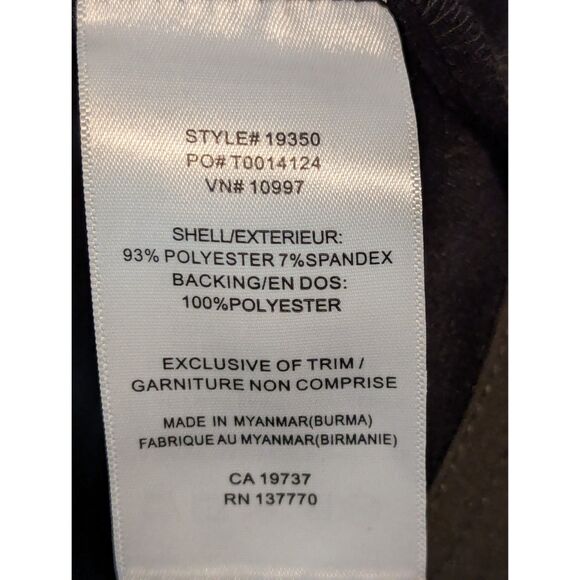 STYLE# 19350
PO# T0014124
VN# 10997
SHELL/EXTERIEUR:
93% POLYESTER 7%SPANDEX
BACKING/EN DOS:
100%POLYESTER
EXCLUSIVE OF TRIM /
GARNITURE NON COMPRISE
MADE IN MYANMAR(BURMA)
FABRIQUE AU MYANMAR(BIRMANIE)
CA 19737
RN 137770